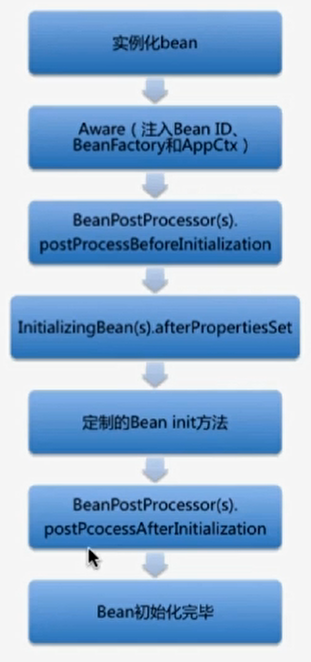 实例化bean
Aware（注入Bean ID、
BeanFactory和AppCtx）
BeanPostProcessor(s).
postProcessBeforeInitialization
InitializingBean(s).afterPropertiesSet
定制的Bean init方法
BeanPostProcessor(s).
postPcocessAfterInitialization
Bean初始化完毕